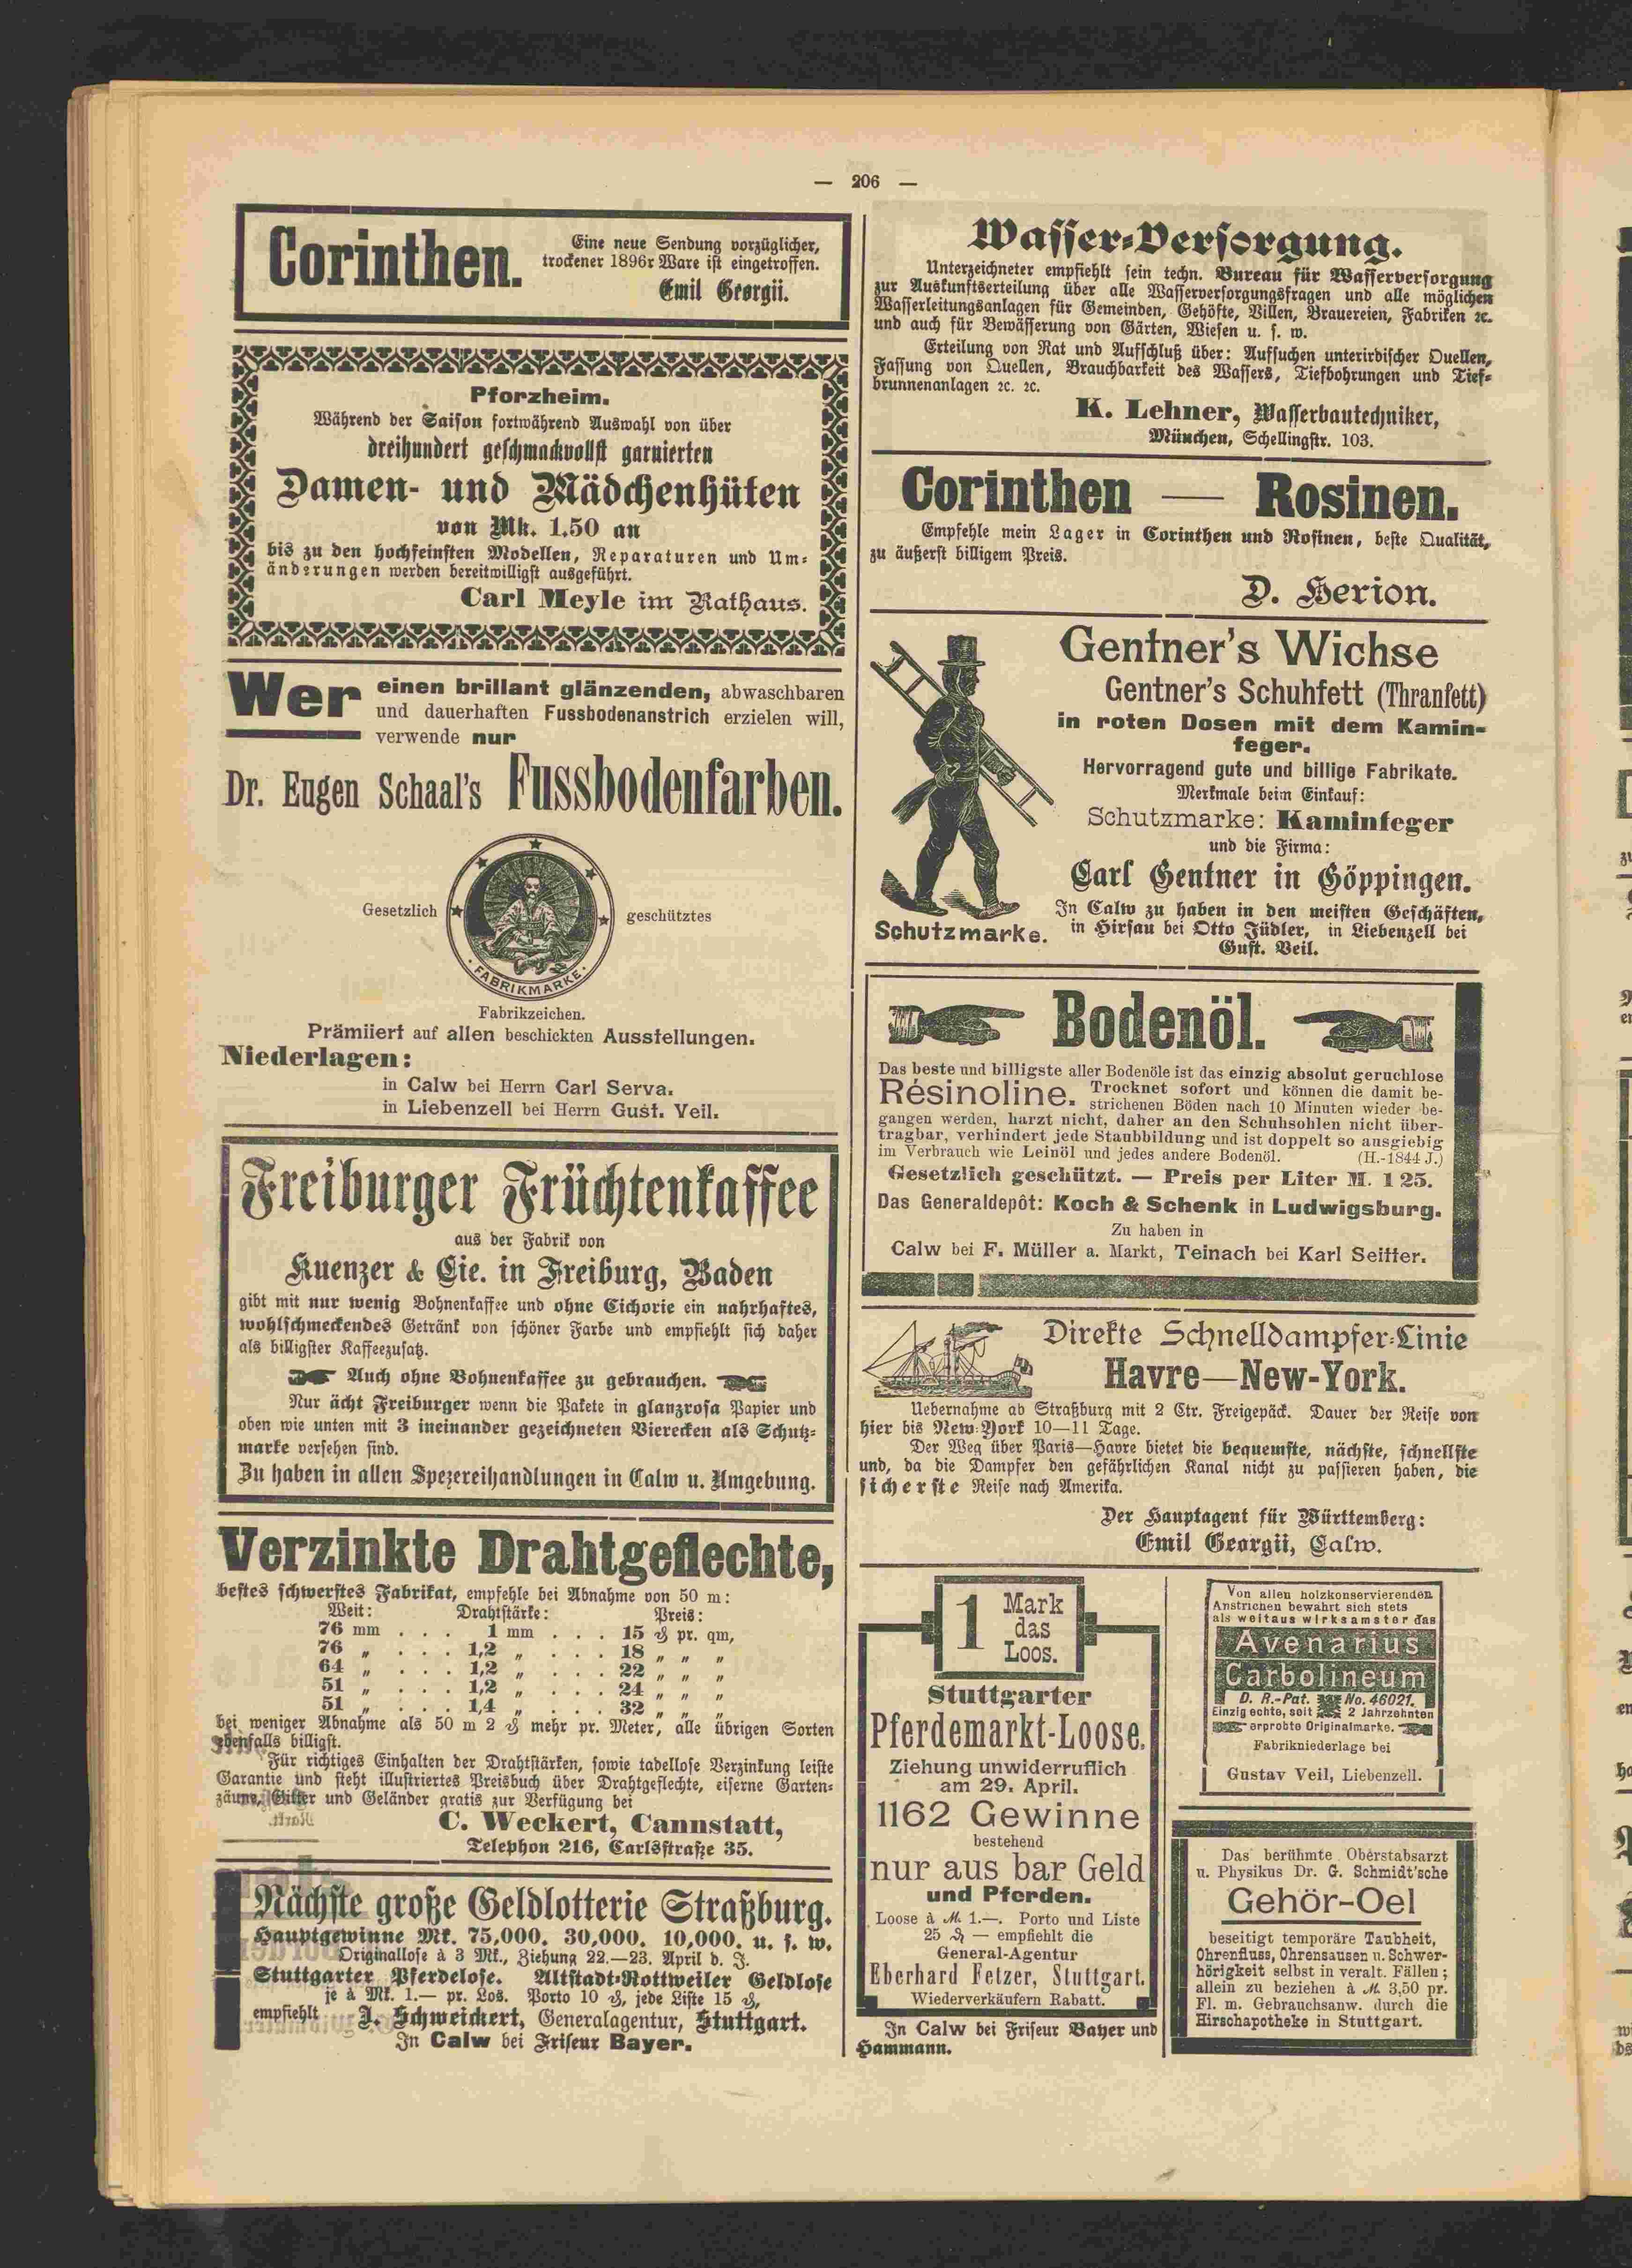 — 206 —
Corinthen.
Eine neue Sendung vorzüglicher,
trockener 1896r Ware ist eingetroffen.
Emil Georgii.
Pforzheim.
Während der Saison fortwährend Auswahl von über
dreihundert geschmackvollst garnierten
Damen- und Mädchenhüten
von Mk. 1.50 an
bis zu den hochfeinsten Modellen, Reparaturen und Um-
änderungen werden bereitwilligst ausgeführt.
Carl Meyle im Rathaus.
Wer einen brillant glänzenden, abwaschbaren
und dauerhaften Fussbodenanstrich erzielen will,
verwende nur
Dr. Eugen Schaal's Fussbodenfarben.
Gesetzlich geschütztes
FABRIKMARKE
Fabrikzeichen.
Prämiiert auf allen beschickten Ausstellungen.
Niederlagen:
in Calw bei Herrn Carl Serva.
in Liebenzell bei Herrn Gust. Veil.
Freiburger Früchtenkaffee
aus der Fabrik von
Kuenzer & Cie. in Freiburg, Baden
gibt mit nur wenig Bohnenkaffee und ohne Cichorie ein nahrhaftes,
wohlschmeckendes Getränk von schöner Farbe und empfiehlt sich daher
als billigster Kaffeezusatz.
Auch ohne Bohnenkaffee zu gebrauchen.
Nur ächt Freiburger wenn die Pakete in glanzrosa Papier und
oben wie unten mit 3 ineinander gezeichneten Vierecken als Schutz-
marke versehen sind.
Zu haben in allen Spezereihandlungen in Calw u. Umgebung.
Verzinkte Drahtgeflechte,
bestes schwerstes Fabrikat, empfehle bei Abnahme von 50 m:
Weit: Drahtstärke: Preis:
76 mm . . . 1 mm . . . 15 ₰ pr. qm,
76 „ . . . 1,2 „ . . . 18 „ „ „
64 „ . . . 1,2 „ . . . 22 „ „ „
51 „ . . . 1,2 „ . . . 24 „ „ „
51 „ . . . 1,4 „ . . . 32 „ „ „
bei weniger Abnahme als 50 m 2 ₰ mehr pr. Meter, alle übrigen Sorten
ebenfalls billigst.
Für richtiges Einhalten der Drahtstärken, sowie tadellose Verzinkung leiste
Garantie und steht illustriertes Preisbuch über Drahtgeflechte, eiserne Garten-
zäune, Gitter und Geländer gratis zur Verfügung bei
C. Weckert, Cannstatt,
Telephon 216, Carlsstraße 35.
Nächste große Geldlotterie Straßburg.
Hauptgewinne Mk. 75,000, 30,000, 10,000, u. s. w.
Originallose à 3 Mk., Ziehung 22.—23. April d. J.
Stuttgarter Pferdelose. Altstadt-Rottweiler Geldlose
je à Mk. 1.— pr. Los. Porto 10 ₰, jede Liste 15 ₰,
empfiehlt J. Schweickert, Generalagentur, Stuttgart.
In Calw bei Friseur Bayer.
Wasser-Versorgung.
Unterzeichneter empfiehlt sein techn. Bureau für Wasserversorgung
zur Auskunftserteilung über alle Wasserversorgungsfragen und alle möglichen
Wasserleitungsanlagen für Gemeinden, Gehöfte, Villen, Brauereien, Fabriken ꝛc.
und auch für Bewässerung von Gärten, Wiesen u. s. w.
Erteilung von Rat und Aufschluß über: Aufsuchen unterirdischer Quellen,
Fassung von Quellen, Brauchbarkeit des Wassers, Tiefbohrungen und Tief-
brunnenanlagen ꝛc. ꝛc.
K. Lehner, Wasserbautechniker,
München, Schellingstr. 103.
Corinthen — Rosinen.
Empfehle mein Lager in Corinthen und Rosinen, beste Qualität,
zu äußerst billigem Preis.
D. Herion.
Gentner's Wichse
Gentner's Schuhfett (Thranfett)
in roten Dosen mit dem Kamin-
feger.
Hervorragend gute und billige Fabrikate.
Merkmale beim Einkauf:
Schutzmarke: Kaminfeger
und die Firma:
Carl Gentner in Göppingen.
In Calw zu haben in den meisten Geschäften,
in Hirsau bei Otto Jüdler, in Liebenzell bei
Gust. Veil.
Schutzmarke.
Bodenöl.
Das beste und billigste aller Bodenöle ist das einzig absolut geruchlose
Résinoline. Trocknet sofort und können die damit be-
strichenen Böden nach 10 Minuten wieder be-
gangen werden, harzt nicht, daher an den Schuhsohlen nicht über-
tragbar, verhindert jede Staubbildung und ist doppelt so ausgiebig
im Verbrauch wie Leinöl und jedes andere Bodenöl. (H.-1844 J.)
Gesetzlich geschützt. — Preis per Liter M. 1 25.
Das Generaldepôt: Koch & Schenk in Ludwigsburg.
Zu haben in
Calw bei F. Müller a. Markt, Teinach bei Karl Seiffer.
Direkte Schnelldampfer-Linie
Havre—New-York.
Uebernahme ab Straßburg mit 2 Ctr. Freigepäck. Dauer der Reise von
hier bis New-York 10—11 Tage.
Der Weg über Paris—Havre bietet die bequemste, nächste, schnellste
und, da die Dampfer den gefährlichen Kanal nicht zu passieren haben, die
sicherste Reise nach Amerika.
Der Hauptagent für Württemberg:
Emil Georgii, Calw.
1 Mark
das
Loos.
Stuttgarter
Pferdemarkt-Loose.
Ziehung unwiderruflich
am 29. April.
1162 Gewinne
bestehend
nur aus bar Geld
und Pferden.
Loose à M. 1.—. Porto und Liste
25 ₰ — empfiehlt die
General-Agentur
Eberhard Fetzer, Stuttgart.
Wiederverkäufern Rabatt.
In Calw bei Friseur Bayer und
Hammann.
Von allen holzkonservierenden
Anstrichen bewahrt sich stets
als weitaus wirksamster das
Avenarius
Carbolineum
D. R.-Pat. No. 46021.
Einzig echte, seit 2 Jahrzehnten
erprobte Originalmarke.
Fabrikniederlage bei
Gustav Veil, Liebenzell.
Das berühmte Oberstabsarzt
u. Physikus Dr. G. Schmidt'sche
Gehör-Oel
beseitigt temporäre Taubheit,
Ohrenfluss, Ohrensausen u. Schwer-
hörigkeit selbst in veralt. Fällen;
allein zu beziehen à M. 3,50 pr.
Fl. m. Gebrauchsanw. durch die
Hirschapotheke in Stuttgart.